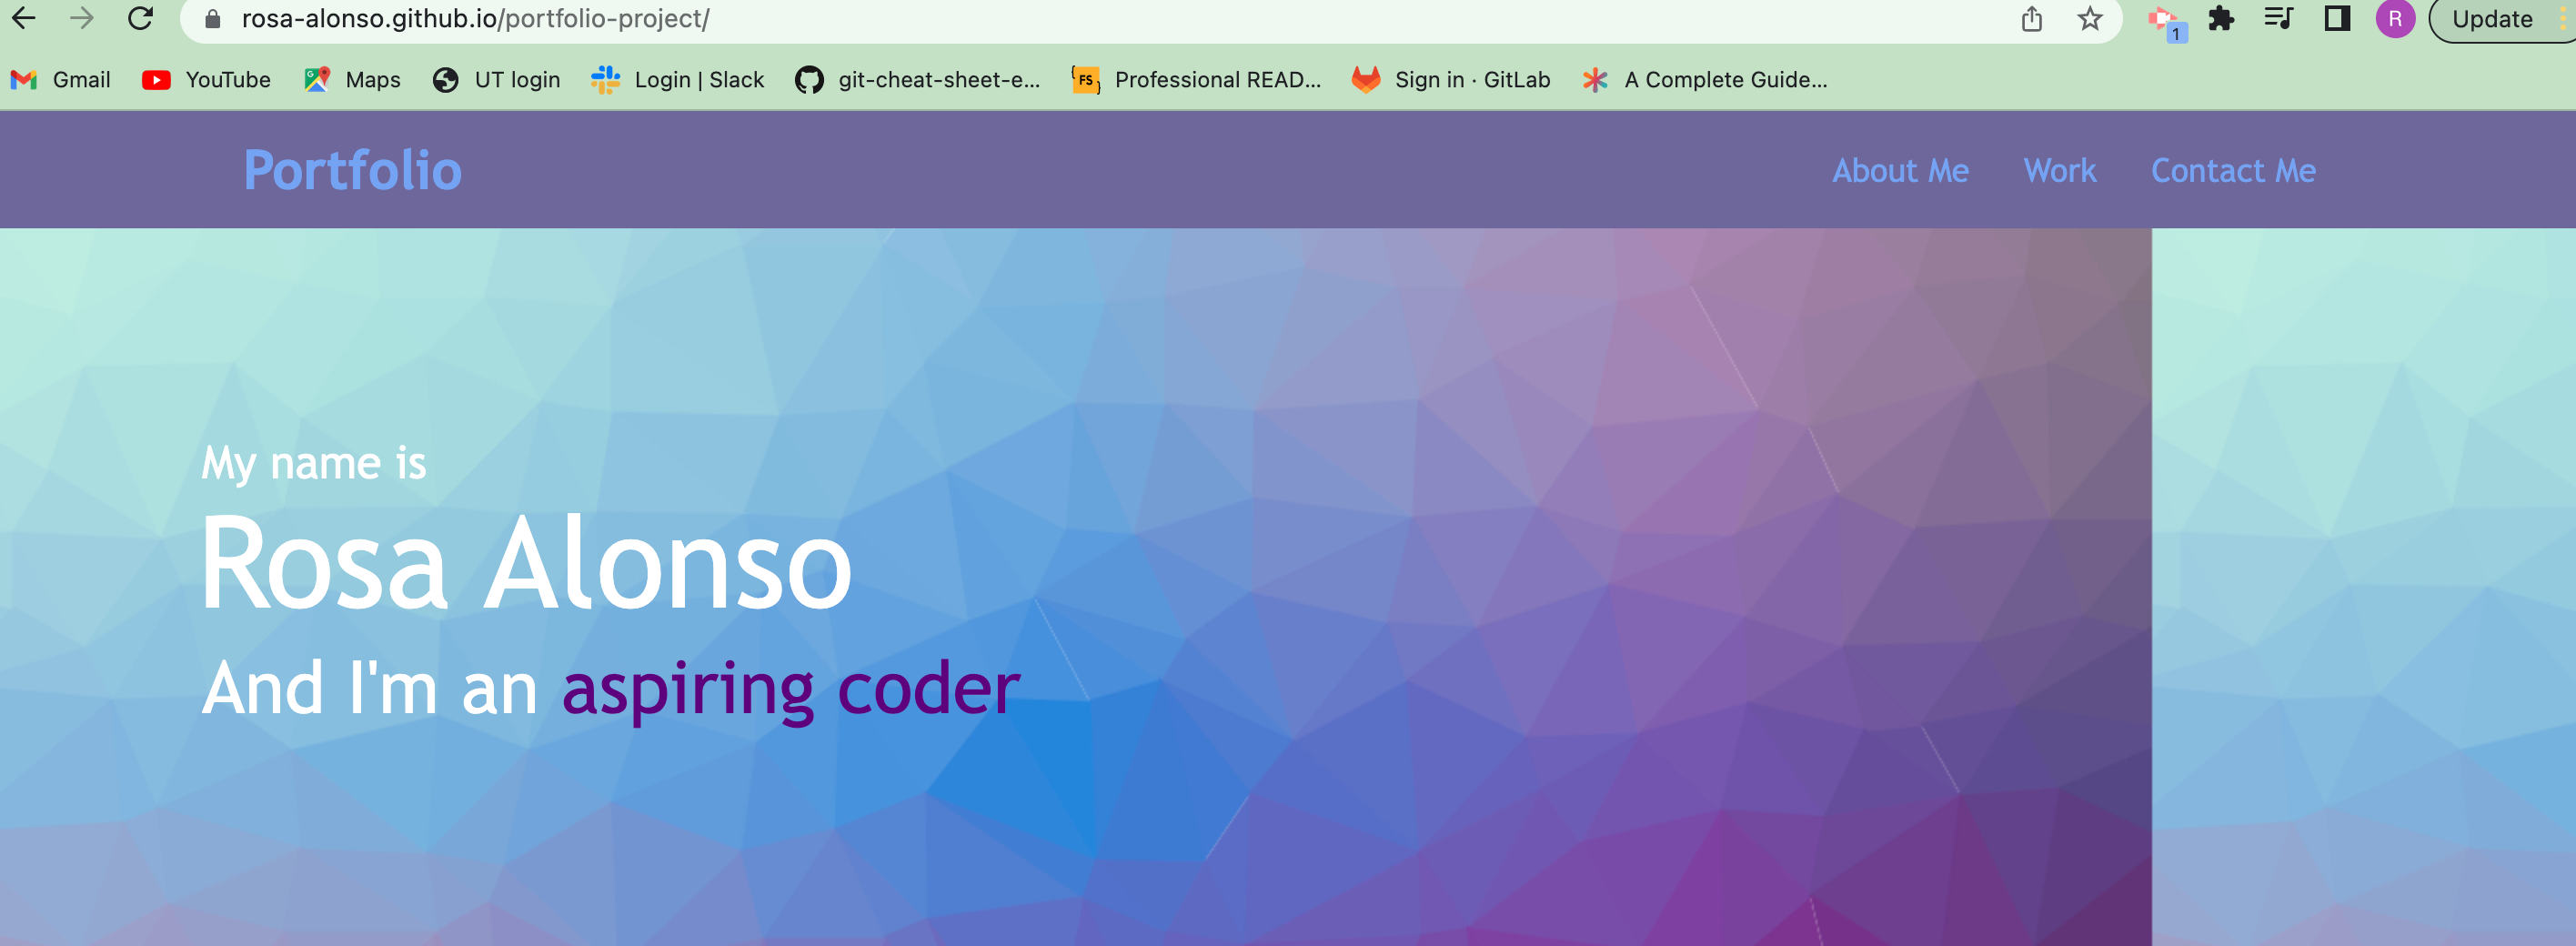 rosa-alonso.github.io/portfolio-project/
1
R
Update
Gmail YouTube Maps UT login Login | Slack git-cheat-sheet-e... FS Professional READ... Sign in · GitLab A Complete Guide...
Portfolio About Me Work Contact Me
My name is
Rosa Alonso
And I'm an aspiring coder